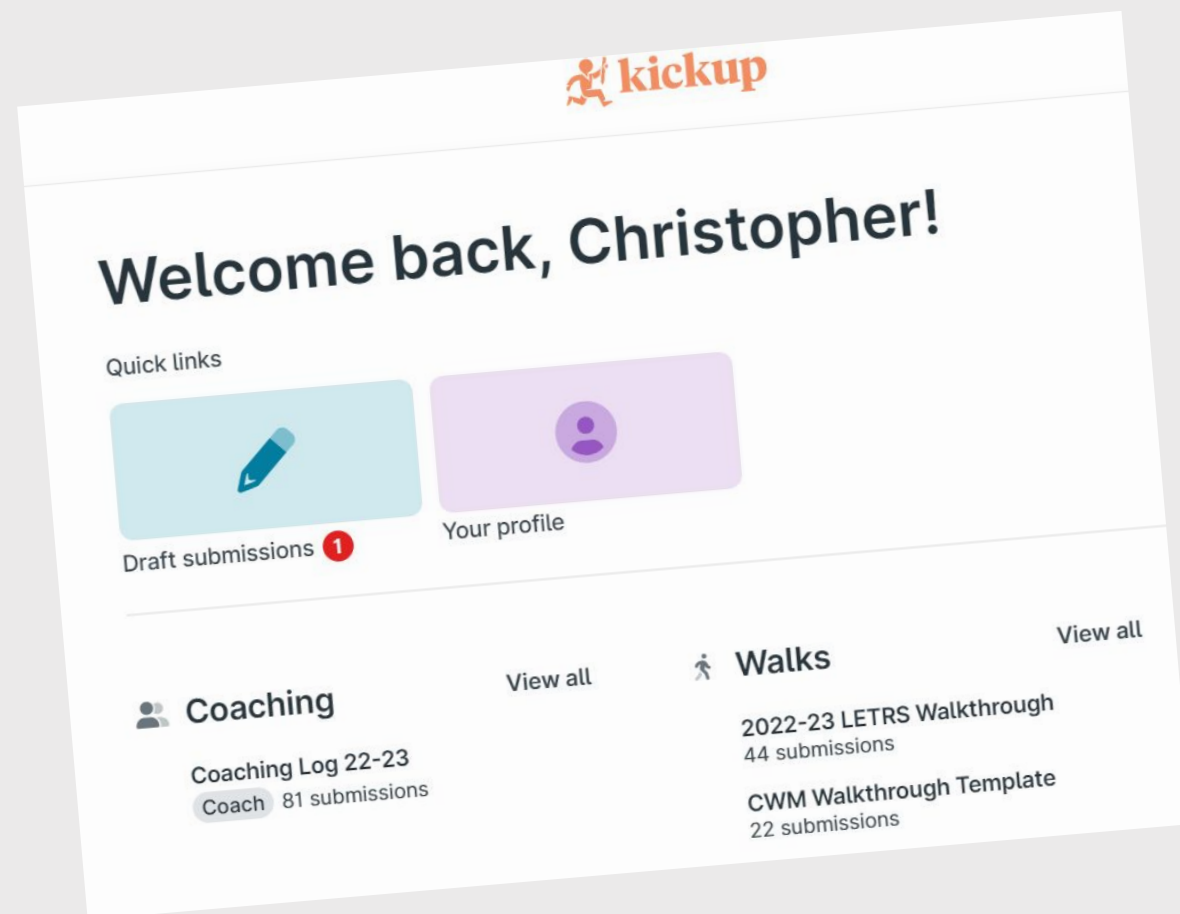 kickup
Welcome back, Christopher!
Quick links
Draft submissions 1
Your profile
Coaching
View all
Coaching Log 22-23
Coach 81 submissions
Walks
View all
2022-23 LETRS Walkthrough
44 submissions
CWM Walkthrough Template
22 submissions